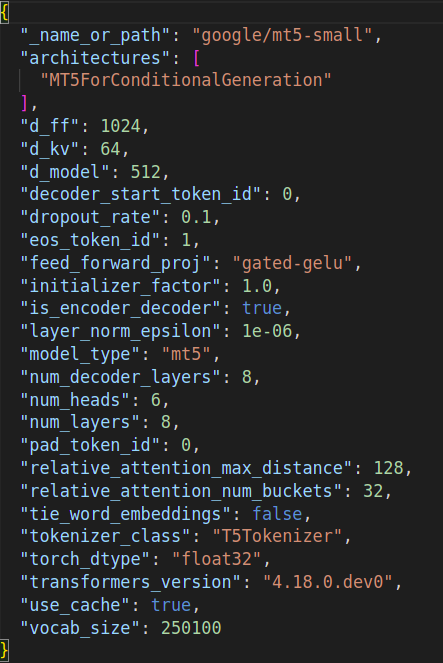 {
"_name_or_path": "google/mt5-small",
"architectures": [
"MT5ForConditionalGeneration"
],
"d_ff": 1024,
"d_kv": 64,
"d_model": 512,
"decoder_start_token_id": 0,
"dropout_rate": 0.1,
"eos_token_id": 1,
"feed_forward_proj": "gated-gelu",
"initializer_factor": 1.0,
"is_encoder_decoder": true,
"layer_norm_epsilon": 1e-06,
"model_type": "mt5",
"num_decoder_layers": 8,
"num_heads": 6,
"num_layers": 8,
"pad_token_id": 0,
"relative_attention_max_distance": 128,
"relative_attention_num_buckets": 32,
"tie_word_embeddings": false,
"tokenizer_class": "T5Tokenizer",
"torch_dtype": "float32",
"transformers_version": "4.18.0.dev0",
"use_cache": true,
"vocab_size": 250100
}